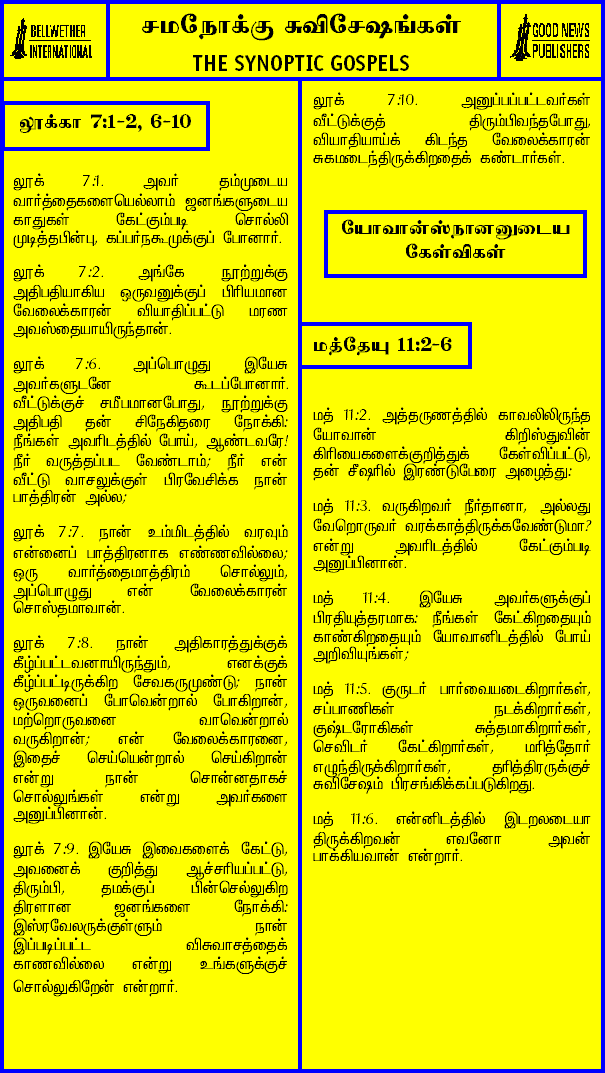 BELLWETHER
INTERNATIONAL
சமநோக்கு சுவிசேஷங்கள்
THE SYNOPTIC GOSPELS
GOOD NEWS
PUBLISHERS
லூக்கா 7:1-2, 6-10
லூக் 7:1. அவர் தம்முடைய
வார்த்தைகளையெல்லாம் ஜனங்களுடைய
காதுகள் கேட்கும்படி சொல்லி
முடித்தபின்பு, கப்பர்நகூமுக்குப் போனார்.
லூக் 7:2. அங்கே நூற்றுக்கு
அதிபதியாகிய ஒருவனுக்குப் பிரியமான
வேலைக்காரன் வியாதிப்பட்டு மரண
அவஸ்தையாயிருந்தான்.
லூக் 7:6. அப்பொழுது இயேசு
அவர்களுடனே கூடப்போனார்.
வீட்டுக்குச் சமீபமானபோது, நூற்றுக்கு
அதிபதி தன் சிநேகிதரை நோக்கி:
நீங்கள் அவரிடத்தில் போய், ஆண்டவரே!
நீர் வருத்தப்பட வேண்டாம்; நீர் என்
வீட்டு வாசலுக்குள் பிரவேசிக்க நான்
பாத்திரன் அல்ல;
லூக் 7:7. நான் உம்மிடத்தில் வரவும்
என்னைப் பாத்திரனாக எண்ணவில்லை;
ஒரு வார்த்தைமாத்திரம் சொல்லும்,
அப்பொழுது என் வேலைக்காரன்
சொஸ்தமாவான்.
லூக் 7:8. நான் அதிகாரத்துக்குக்
கீழ்ப்பட்டவனாயிருந்தும், எனக்குக்
கீழ்ப்பட்டிருக்கிற சேவகருமுண்டு; நான்
ஒருவனைப் போவென்றால் போகிறான்,
மற்றொருவனை வாவென்றால்
வருகிறான்; என் வேலைக்காரனை,
இதைச் செய்யென்றால் செய்கிறான்
என்று நான் சொன்னதாகச்
சொல்லுங்கள் என்று அவர்களை
அனுப்பினான்.
லூக் 7:9. இயேசு இவைகளைக் கேட்டு,
அவனைக் குறித்து ஆச்சரியப்பட்டு,
திரும்பி, தமக்குப் பின்செல்லுகிற
திரளான ஜனங்களை நோக்கி:
இஸ்ரவேலருக்குள்ளும் நான்
இப்படிப்பட்ட விசுவாசத்தைக்
காணவில்லை என்று உங்களுக்குச்
சொல்லுகிறேன் என்றார்.
லூக் 7:10. அனுப்பப்பட்டவர்கள்
வீட்டுக்குத் திரும்பிவந்தபோது,
வியாதியாய்க் கிடந்த வேலைக்காரன்
சுகமடைந்திருக்கிறதைக் கண்டார்கள்.
யோவான்ஸ்நானனுடைய
கேள்விகள்
மத்தேயு 11:2-6
மத் 11:2. அத்தருணத்தில் காவலிலிருந்த
யோவான் கிறிஸ்துவின்
கிரியைகளைக்குறித்துக் கேள்விப்பட்டு,
தன் சீஷரில் இரண்டுபேரை அழைத்து:
மத் 11:3. வருகிறவர் நீர்தானா, அல்லது
வேறொருவர் வரக்காத்திருக்கவேண்டுமா?
என்று அவரிடத்தில் கேட்கும்படி
அனுப்பினான்.
மத் 11:4. இயேசு அவர்களுக்குப்
பிரதியுத்தரமாக: நீங்கள் கேட்கிறதையும்
காண்கிறதையும் யோவானிடத்தில் போய்
அறிவியுங்கள்;
மத் 11:5. குருடர் பார்வையடைகிறார்கள்,
சப்பாணிகள் நடக்கிறார்கள்,
குஷ்டரோகிகள் சுத்தமாகிறார்கள்,
செவிடர் கேட்கிறார்கள், மரித்தோர்
எழுந்திருக்கிறார்கள், தரித்திரருக்குச்
சுவிசேஷம் பிரசங்கிக்கப்படுகிறது.
மத் 11:6. என்னிடத்தில் இடறலடையா
திருக்கிறவன் எவனோ அவன்
பாக்கியவான் என்றார்.